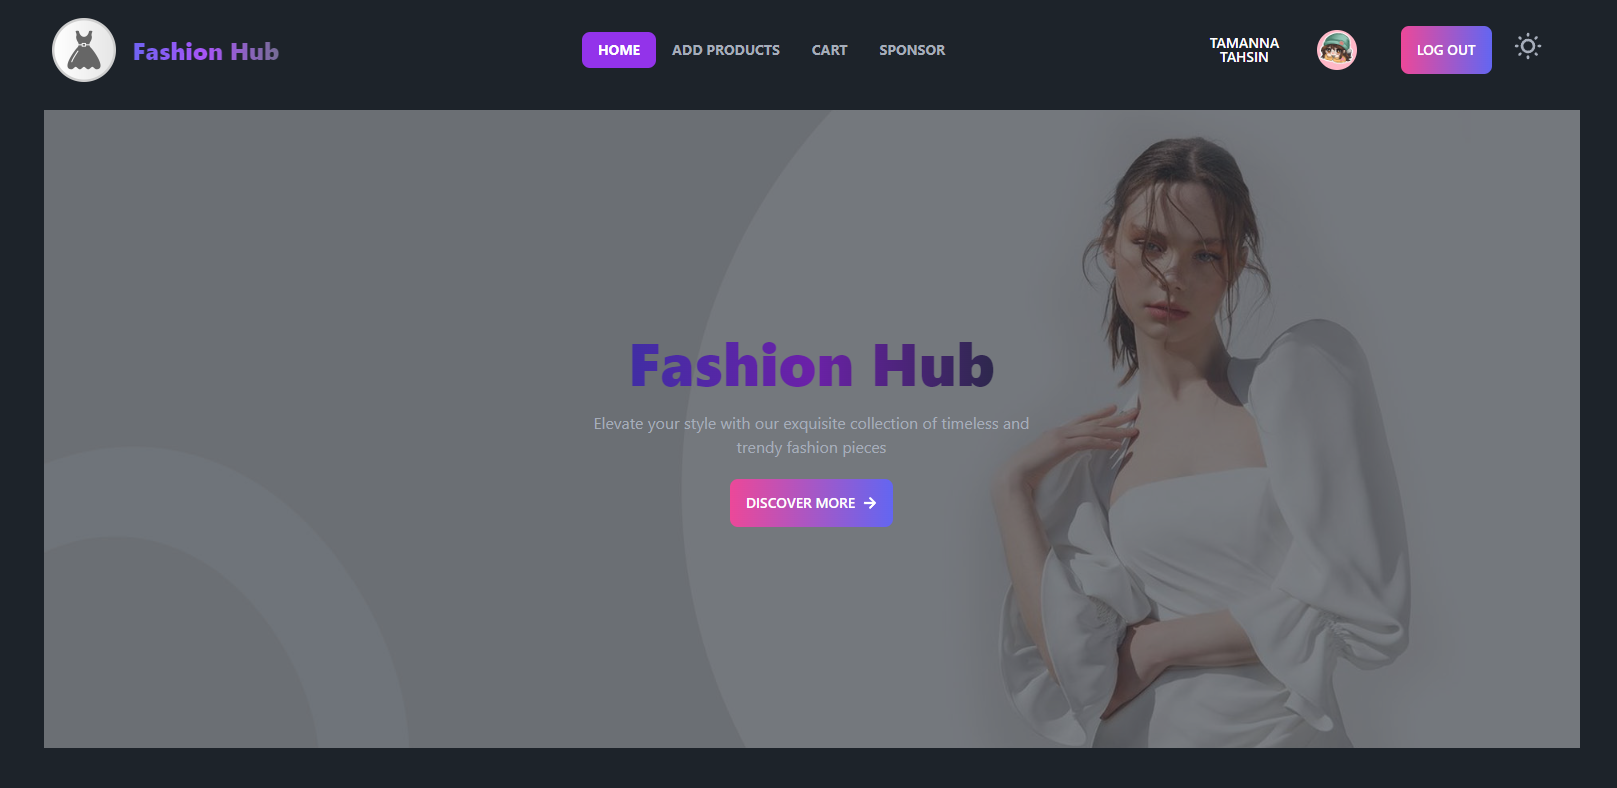 Fashion Hub
HOME
ADD PRODUCTS
CART
SPONSOR
TAMANNA
TAHSIN
LOG OUT
Fashion Hub
Elevate your style with our exquisite collection of timeless and
trendy fashion pieces
DISCOVER MORE